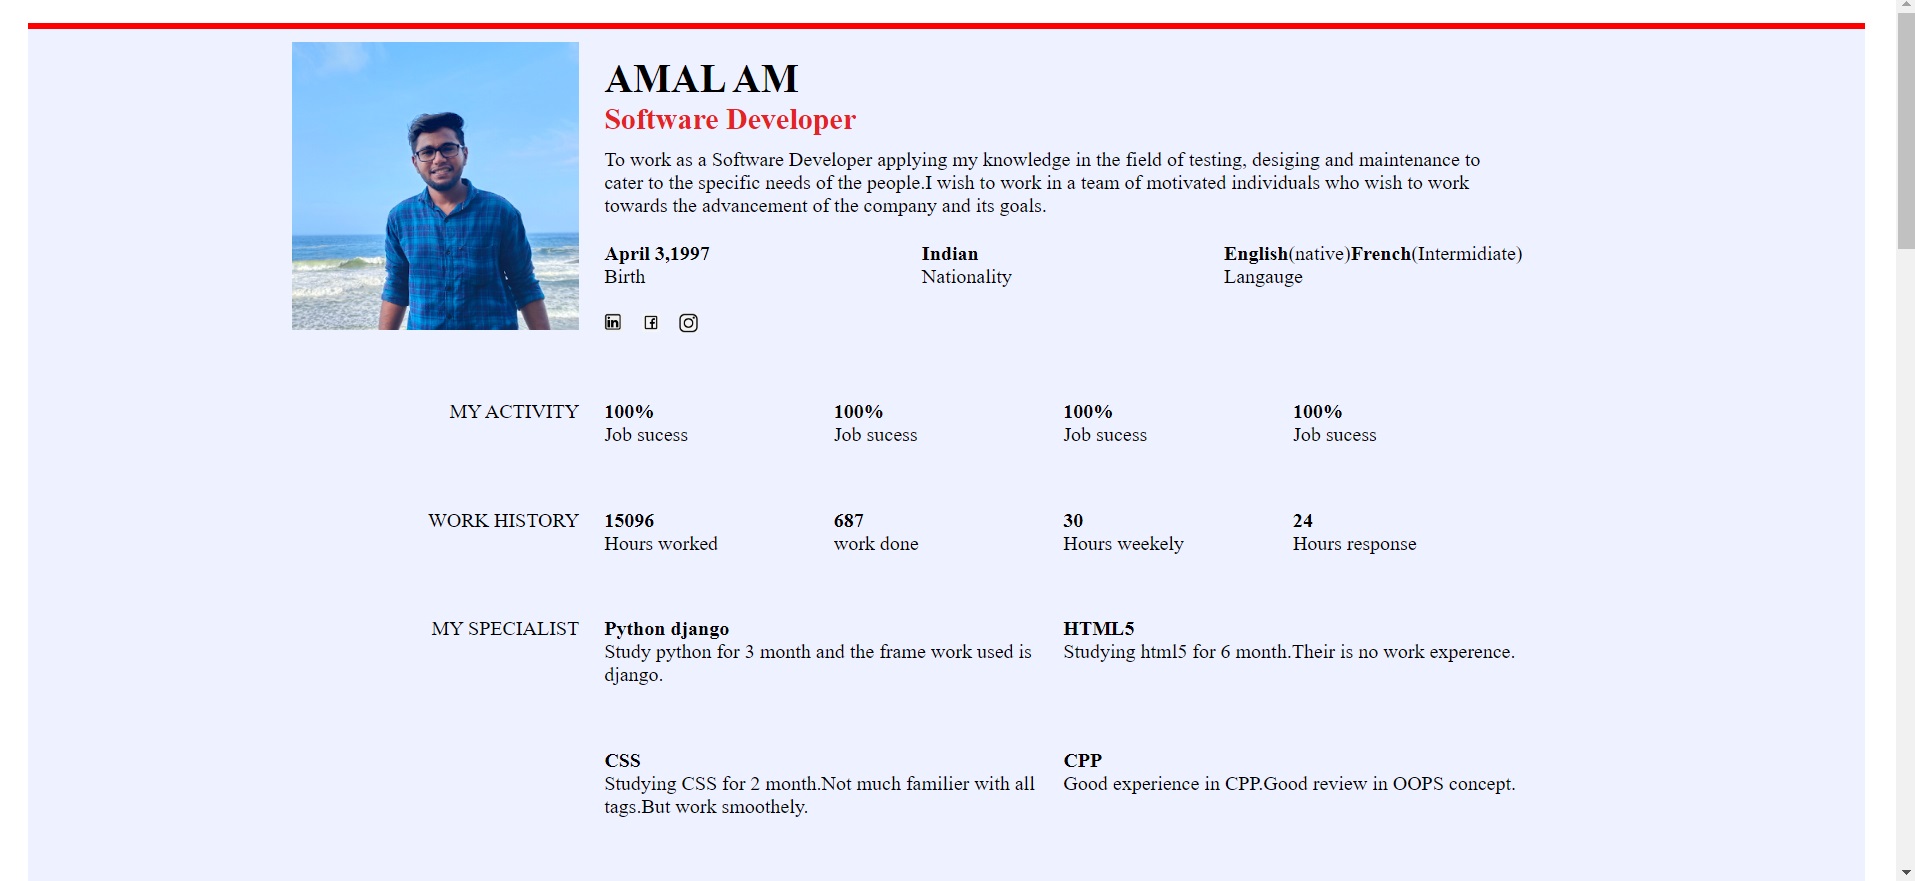 AMAL AM
Software Developer
To work as a Software Developer applying my knowledge in the field of testing, desiging and maintenance to
cater to the specific needs of the people.I wish to work in a team of motivated individuals who wish to work
towards the advancement of the company and its goals.
April 3,1997 Indian English(native)French(Intermidiate)
Birth Nationality Langauge
MY ACTIVITY 100% 100% 100% 100%
Job sucess Job sucess Job sucess Job sucess
WORK HISTORY 15096 687 30 24
Hours worked work done Hours weekely Hours response
MY SPECIALIST Python django HTML5
Study python for 3 month and the frame work used is Studying html5 for 6 month.Their is no work experence.
django.
CSS CPP
Studying CSS for 2 month.Not much familier with all Good experience in CPP.Good review in OOPS concept.
tags.But work smoothely.